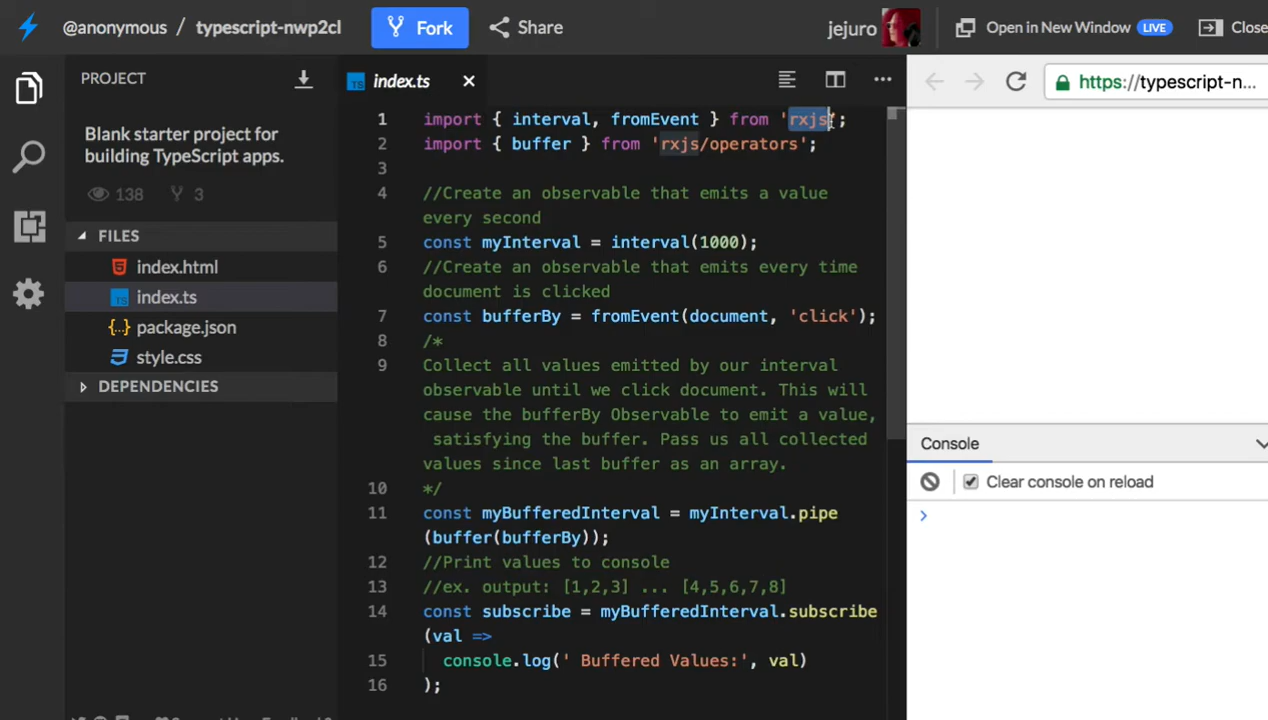 @anonymous / typescript-nwp2cl Fork Share jejuro Open in New Window LIVE Close
PROJECT
Blank starter project for
building TypeScript apps.
138 3
FILES
index.html
index.ts
package.json
style.css
DEPENDENCIES
TS index.ts
1 import { interval, fromEvent } from 'rxjs';
2 import { buffer } from 'rxjs/operators';
3
4 //Create an observable that emits a value
every second
5 const myInterval = interval(1000);
6 //Create an observable that emits every time
document is clicked
7 const bufferBy = fromEvent(document, 'click');
8 /*
9 Collect all values emitted by our interval
observable until we click document. This will
cause the bufferBy Observable to emit a value,
satisfying the buffer. Pass us all collected
values since last buffer as an array.
10 */
11 const myBufferedInterval = myInterval.pipe
(buffer(bufferBy));
12 //Print values to console
13 //ex. output: [1,2,3] ... [4,5,6,7,8]
14 const subscribe = myBufferedInterval.subscribe
(val =>
15 console.log(' Buffered Values:', val)
16 );
https://typescript-n...
Console
Clear console on reload